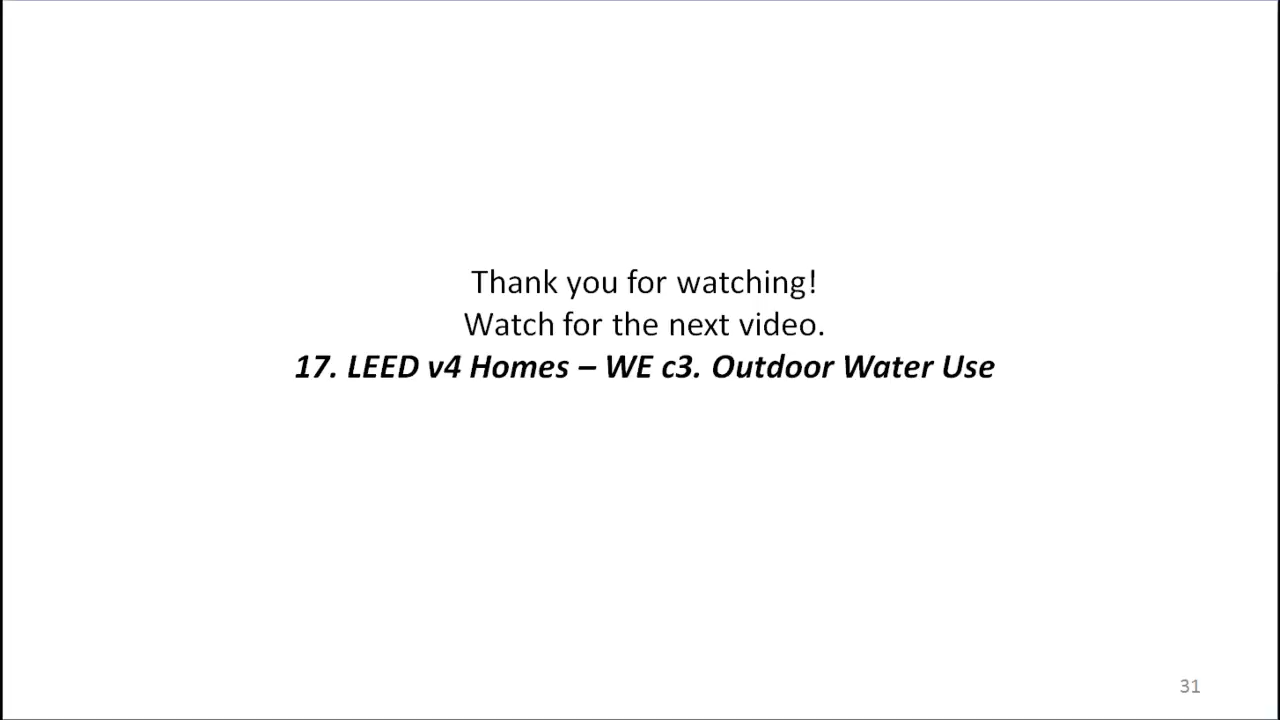 Thank you for watching!
Watch for the next video.
17. LEED v4 Homes – WE c3. Outdoor Water Use
31